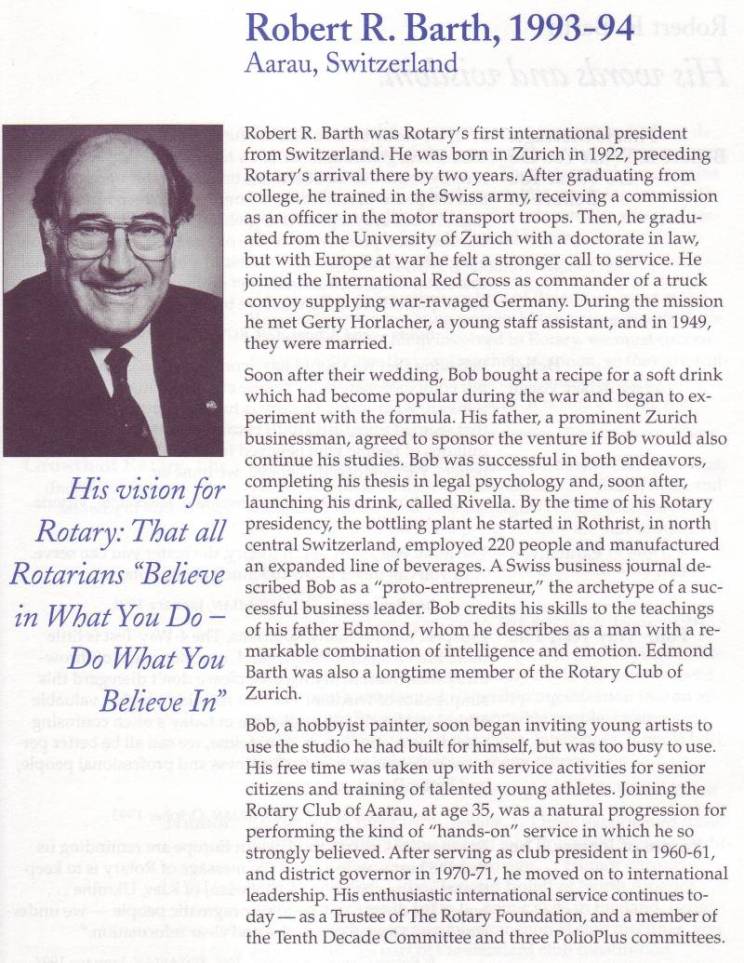 Robert R. Barth, 1993-94
Aarau, Switzerland
Robert R. Barth was Rotary's first international president
from Switzerland. He was born in Zurich in 1922, preceding
Rotary's arrival there by two years. After graduating from
college, he trained in the Swiss army, receiving a commission
as an officer in the motor transport troops. Then, he gradu-
ated from the University of Zurich with a doctorate in law,
but with Europe at war he felt a stronger call to service. He
joined the International Red Cross as commander of a truck
convoy supplying war-ravaged Germany. During the mission
he met Gerty Horlacher, a young staff assistant, and in 1949,
they were married.
Soon after their wedding, Bob bought a recipe for a soft drink
which had become popular during the war and began to ex-
periment with the formula. His father, a prominent Zurich
businessman, agreed to sponsor the venture if Bob would also
continue his studies. Bob was successful in both endeavors,
completing his thesis in legal psychology and, soon after,
launching his drink, called Rivella. By the time of his Rotary
presidency, the bottling plant he started in Rothrist, in north
central Switzerland, employed 220 people and manufactured
an expanded line of beverages. A Swiss business journal de-
scribed Bob as a "proto-entrepreneur," the archetype of a suc-
cessful business leader. Bob credits his skills to the teachings
of his father Edmond, whom he describes as a man with a re-
markable combination of intelligence and emotion. Edmond
Barth was also a longtime member of the Rotary Club of
Zurich.
Bob, a hobbyist painter, soon began inviting young artists to
use the studio he had built for himself, but was too busy to use.
His free time was taken up with service activities for senior
citizens and training of talented young athletes. Joining the
Rotary Club of Aarau, at age 35, was a natural progression for
performing the kind of "hands-on" service in which he so
strongly believed. After serving as club president in 1960-61,
and district governor in 1970-71, he moved on to international
leadership. His enthusiastic international service continues to-
day — as a Trustee of The Rotary Foundation, and a member of
the Tenth Decade Committee and three PolioPlus committees.
His vision for
Rotary: That all
Rotarians "Believe
in What You Do –
Do What You
Believe In"